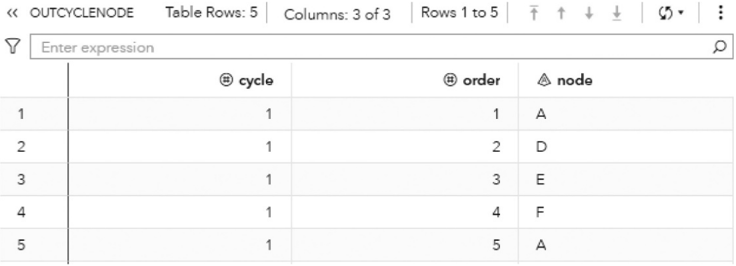 OUTCYCLENODE Table Rows: 5 Columns: 3 of 3 Rows 1 to 5
Enter expression
cycle order node
1 1 1 A
2 1 2 D
3 1 3 E
4 1 4 F
5 1 5 A